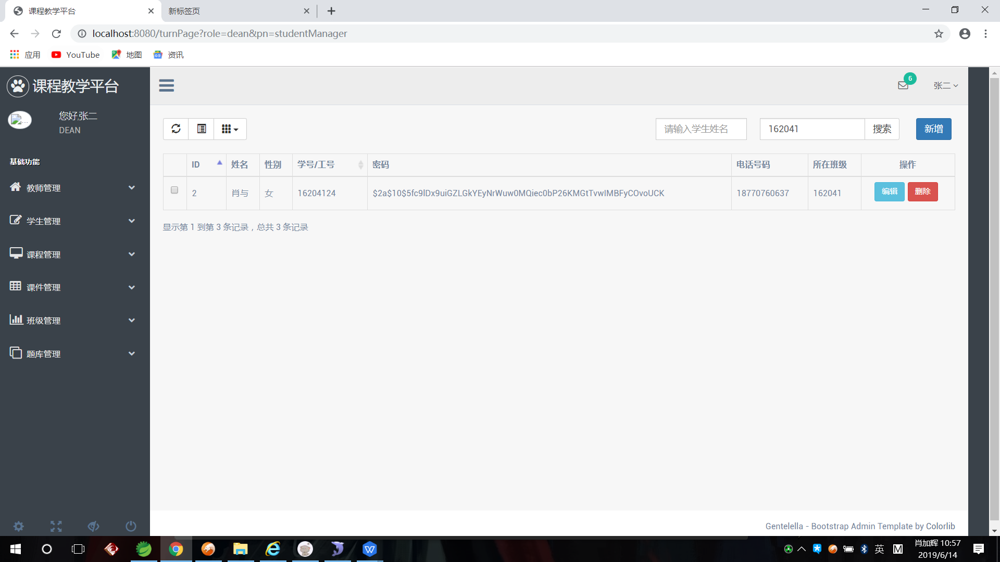 课程教学平台
新标签页
localhost:8080/turnPage?role=dean&pn=studentManager
应用 YouTube 地图 资讯
课程教学平台
6
张二
您好,张二
DEAN
请输入学生姓名 162041 搜索 新增
基础功能
ID 姓名 性别 学号/工号 密码 电话号码 所在班级 操作
2 肖与 女 16204124 $2a$10$5fc9lDx9uiGZLGkYEyNrWuw0MQiec0bP26KMGtTvwIMBFyCOvoUCK 18770760637 162041 编辑 删除
显示第 1 到第 3 条记录，总共 3 条记录
教师管理
学生管理
课程管理
课件管理
班级管理
题库管理
Gentelella - Bootstrap Admin Template by Colorlib
英 M
肖加辉 10:57
2019/6/14